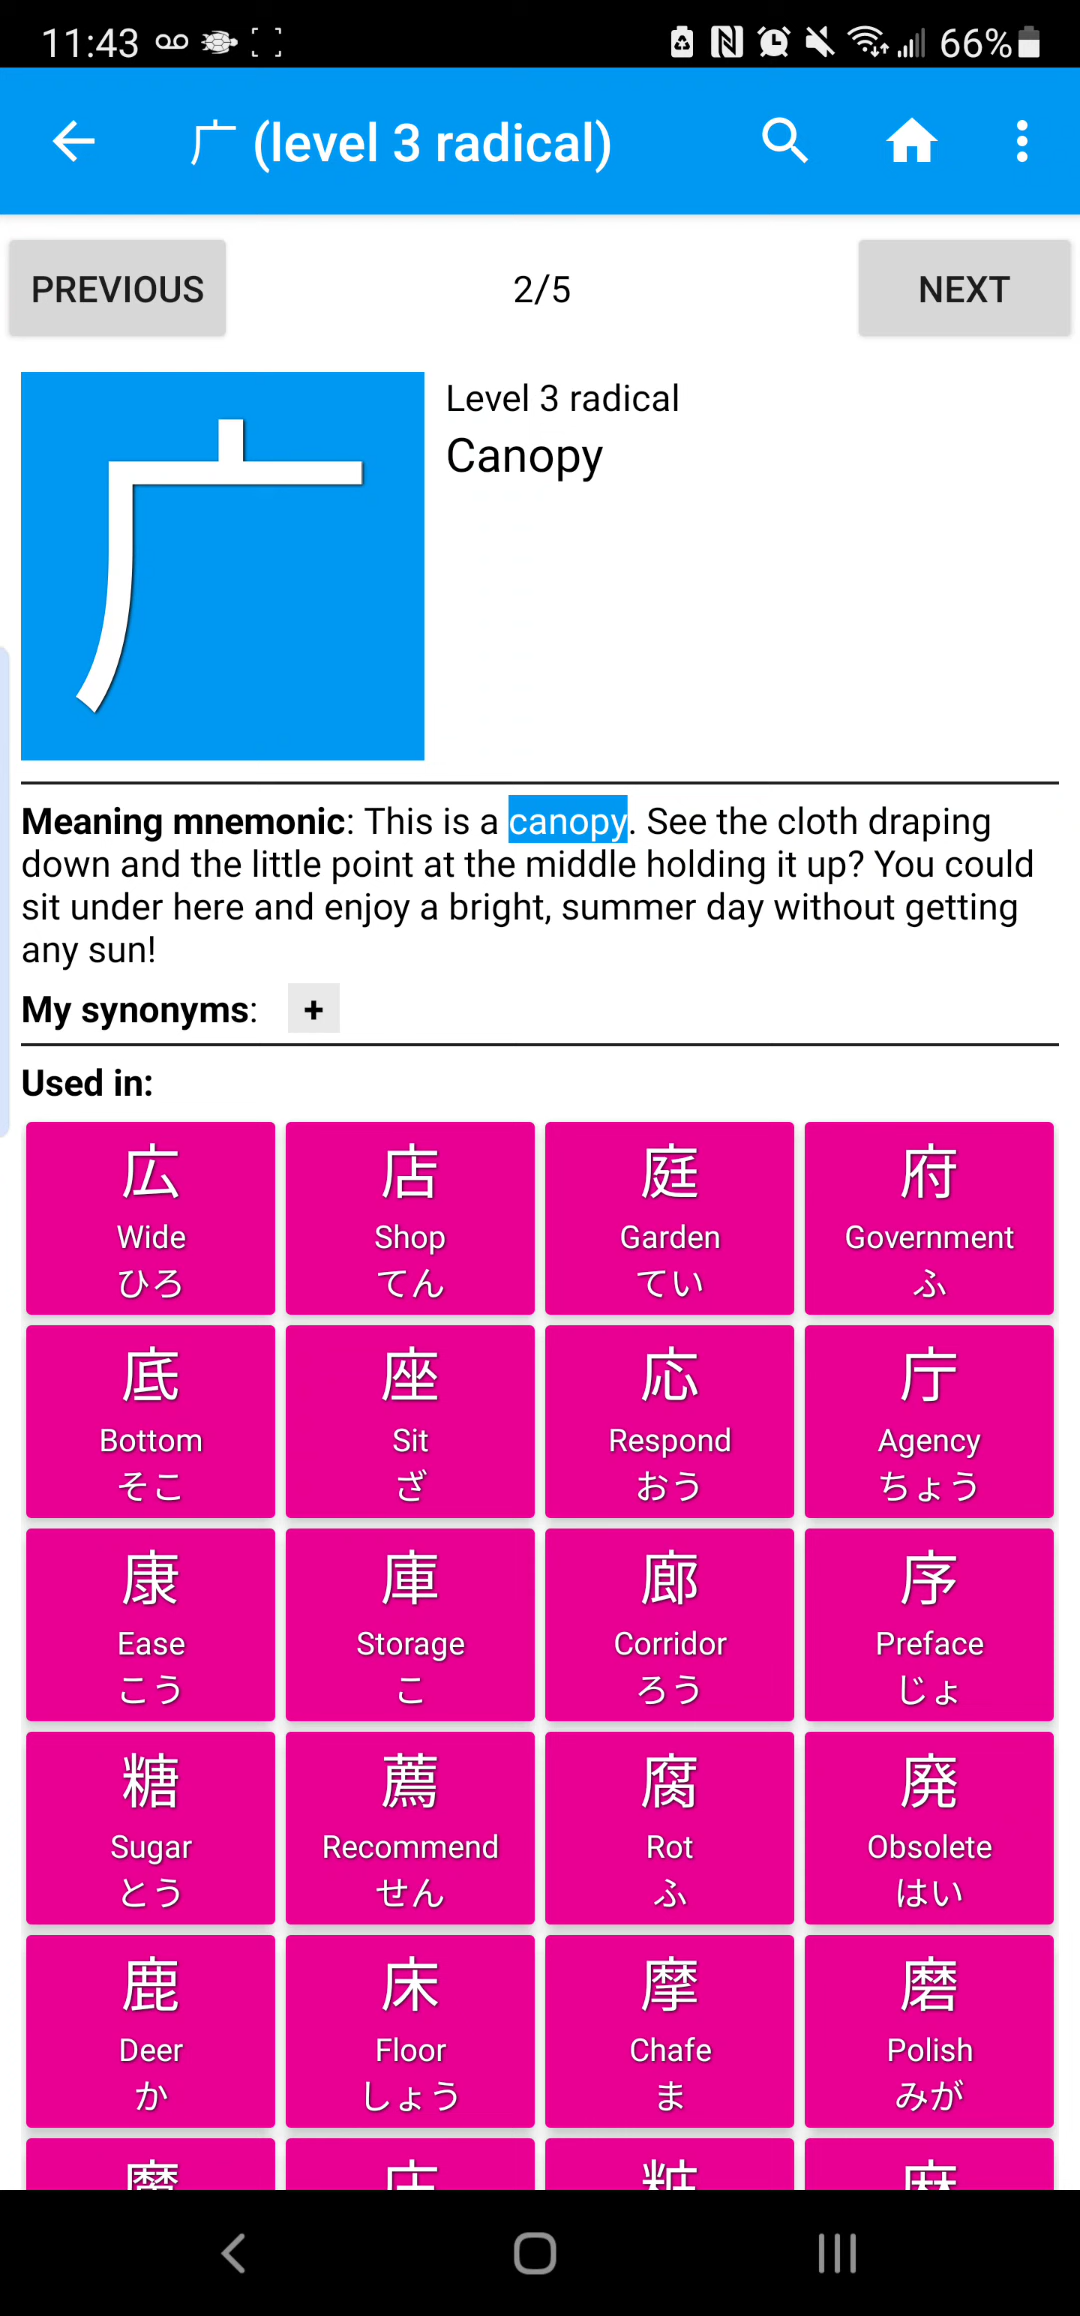 11:43 66%
广 (level 3 radical)
PREVIOUS 2/5 NEXT
广
Level 3 radical
Canopy
Meaning mnemonic: This is a canopy. See the cloth draping
down and the little point at the middle holding it up? You could
sit under here and enjoy a bright, summer day without getting
any sun!
My synonyms: +
Used in:
広 店 庭 府
Wide Shop Garden Government
ひろ てん てい ふ
底 座 応 庁
Bottom Sit Respond Agency
そこ ざ おう ちょう
康 庫 廊 序
Ease Storage Corridor Preface
こう こ ろう じょ
糖 薦 腐 廃
Sugar Recommend Rot Obsolete
とう せん ふ はい
鹿 床 摩 磨
Deer Floor Chafe Polish
か しょう ま みが